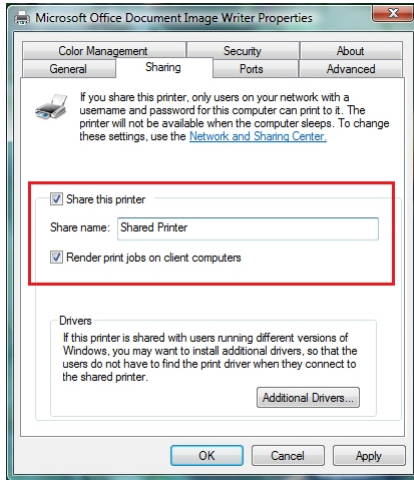 Microsoft Office Document Image Writer Properties
Color Management Security About
General Sharing Ports Advanced
If you share this printer, only users on your network with a
username and password for this computer can print to it. The
printer will not be available when the computer sleeps. To change
these settings, use the Network and Sharing Center.
Share this printer
Share name: Shared Printer
Render print jobs on client computers
Drivers
If this printer is shared with users running different versions of
Windows, you may want to install additional drivers, so that the
users do not have to find the print driver when they connect to
the shared printer.
Additional Drivers...
OK Cancel Apply